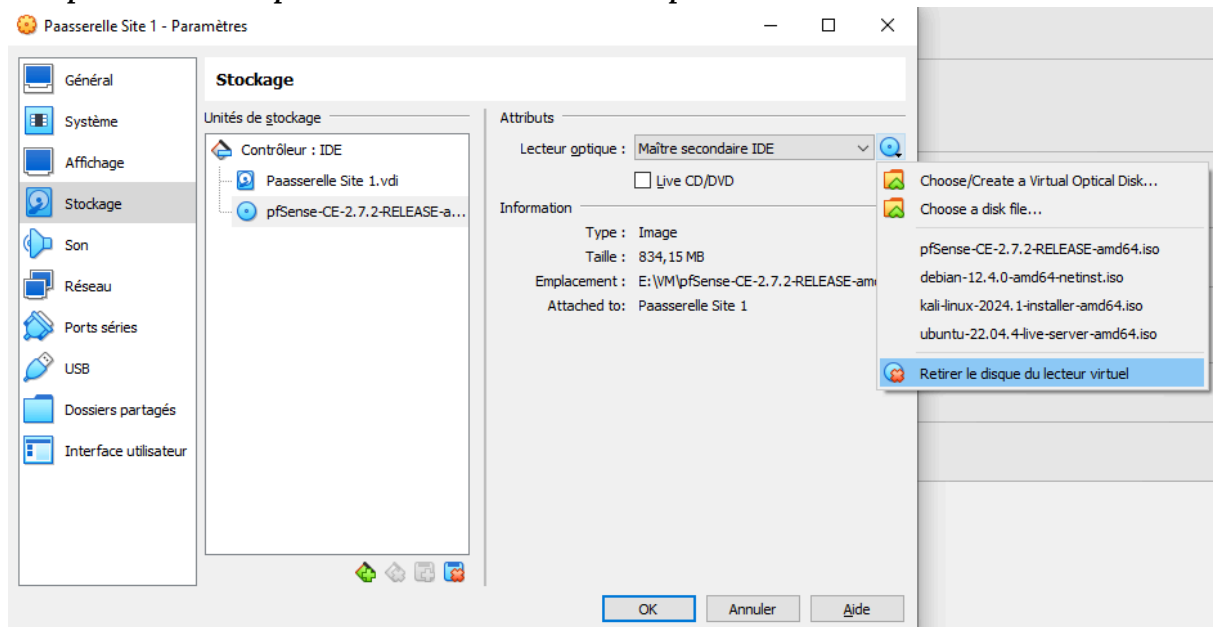 Paasserelle Site 1 - Paramètres
Général
Système
Affichage
Stockage
Son
Réseau
Ports séries
USB
Dossiers partagés
Interface utilisateur
Stockage
Unités de stockage
Contrôleur : IDE
Paasserelle Site 1.vdi
pfSense-CE-2.7.2-RELEASE-a...
Attributs
Lecteur optique : Maître secondaire IDE
Live CD/DVD
Information
Type : Image
Taille : 834,15 MB
Emplacement : E:\VM\pfSense-CE-2.7.2-RELEASE-am
Attached to: Paasserelle Site 1
Choose/Create a Virtual Optical Disk...
Choose a disk file...
pfSense-CE-2.7.2-RELEASE-amd64.iso
debian-12.4.0-amd64-netinst.iso
kali-linux-2024.1-installer-amd64.iso
ubuntu-22.04.4-live-server-amd64.iso
Retirer le disque du lecteur virtuel
OK
Annuler
Aide